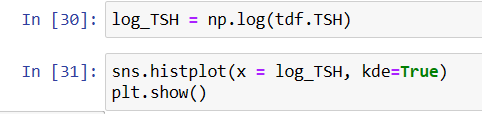 In [30]: log_TSH = np.log(tdf.TSH)
In [31]: sns.histplot(x = log_TSH, kde=True)
plt.show()